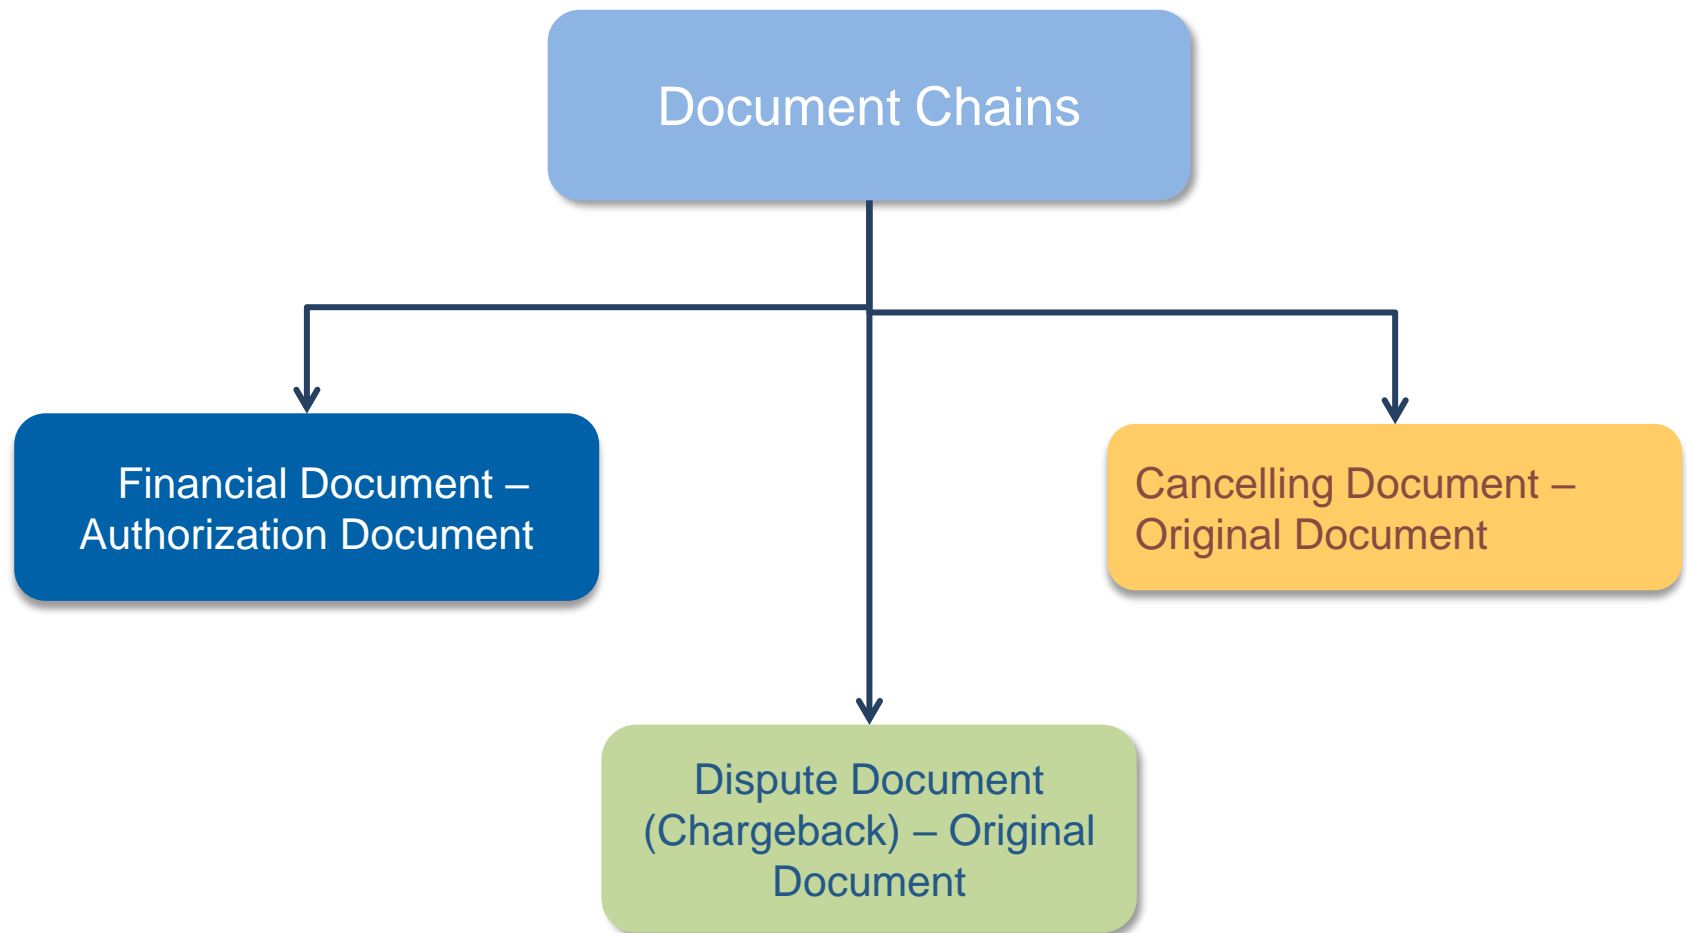 Document Chains
Financial Document –
Authorization Document
Cancelling Document –
Original Document
Dispute Document
(Chargeback) – Original
Document